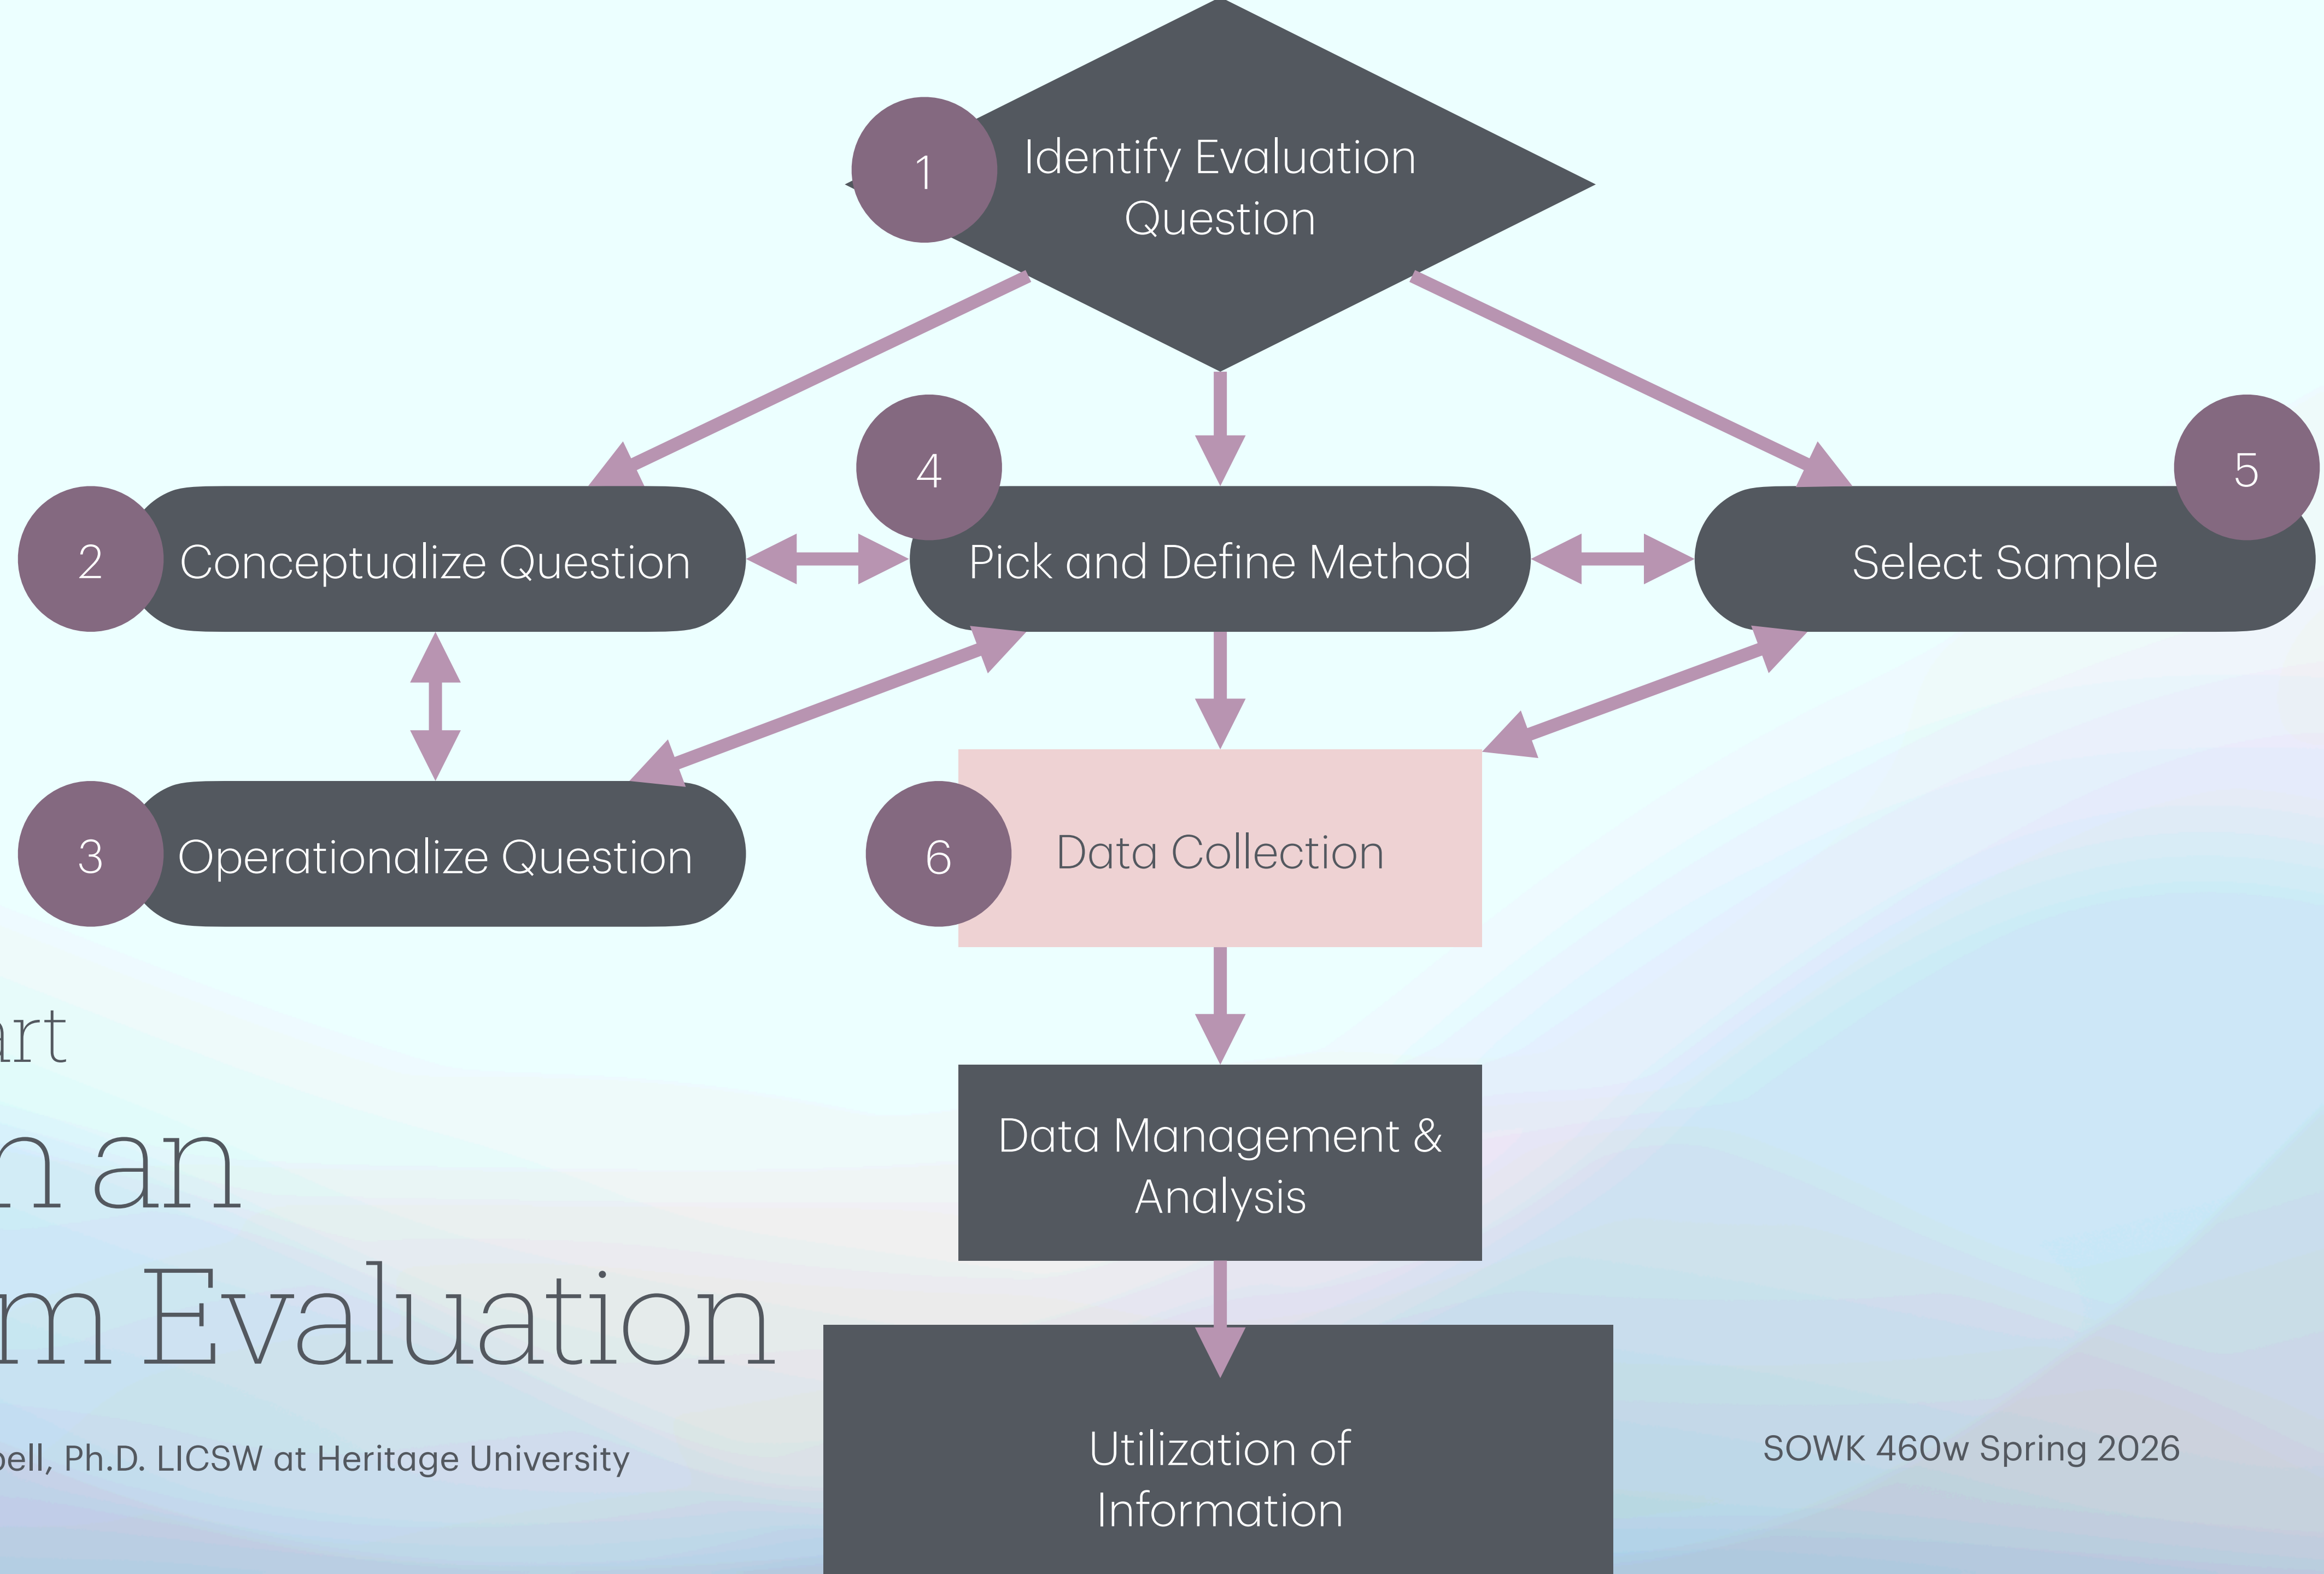 1
Identify Evaluation
Question
2
Conceptualize Question
4
Pick and Define Method
5
Select Sample
3
Operationalize Question
6
Data Collection
Data Management &
Analysis
Utilization of
Information
an
Evaluation
Ph.D. LICSW at Heritage University
SOWK 460w Spring 2026